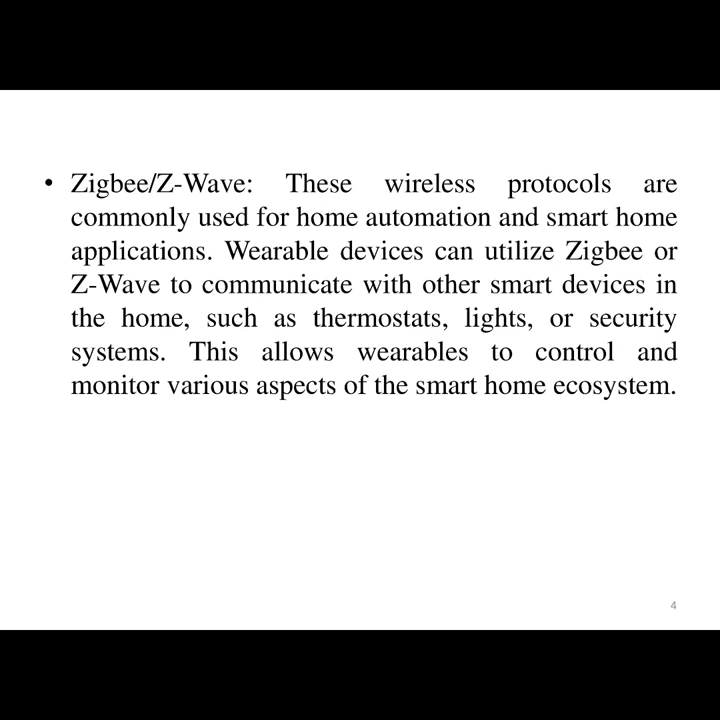 • Zigbee/Z-Wave: These wireless protocols are
commonly used for home automation and smart home
applications. Wearable devices can utilize Zigbee or
Z-Wave to communicate with other smart devices in
the home, such as thermostats, lights, or security
systems. This allows wearables to control and
monitor various aspects of the smart home ecosystem.
4